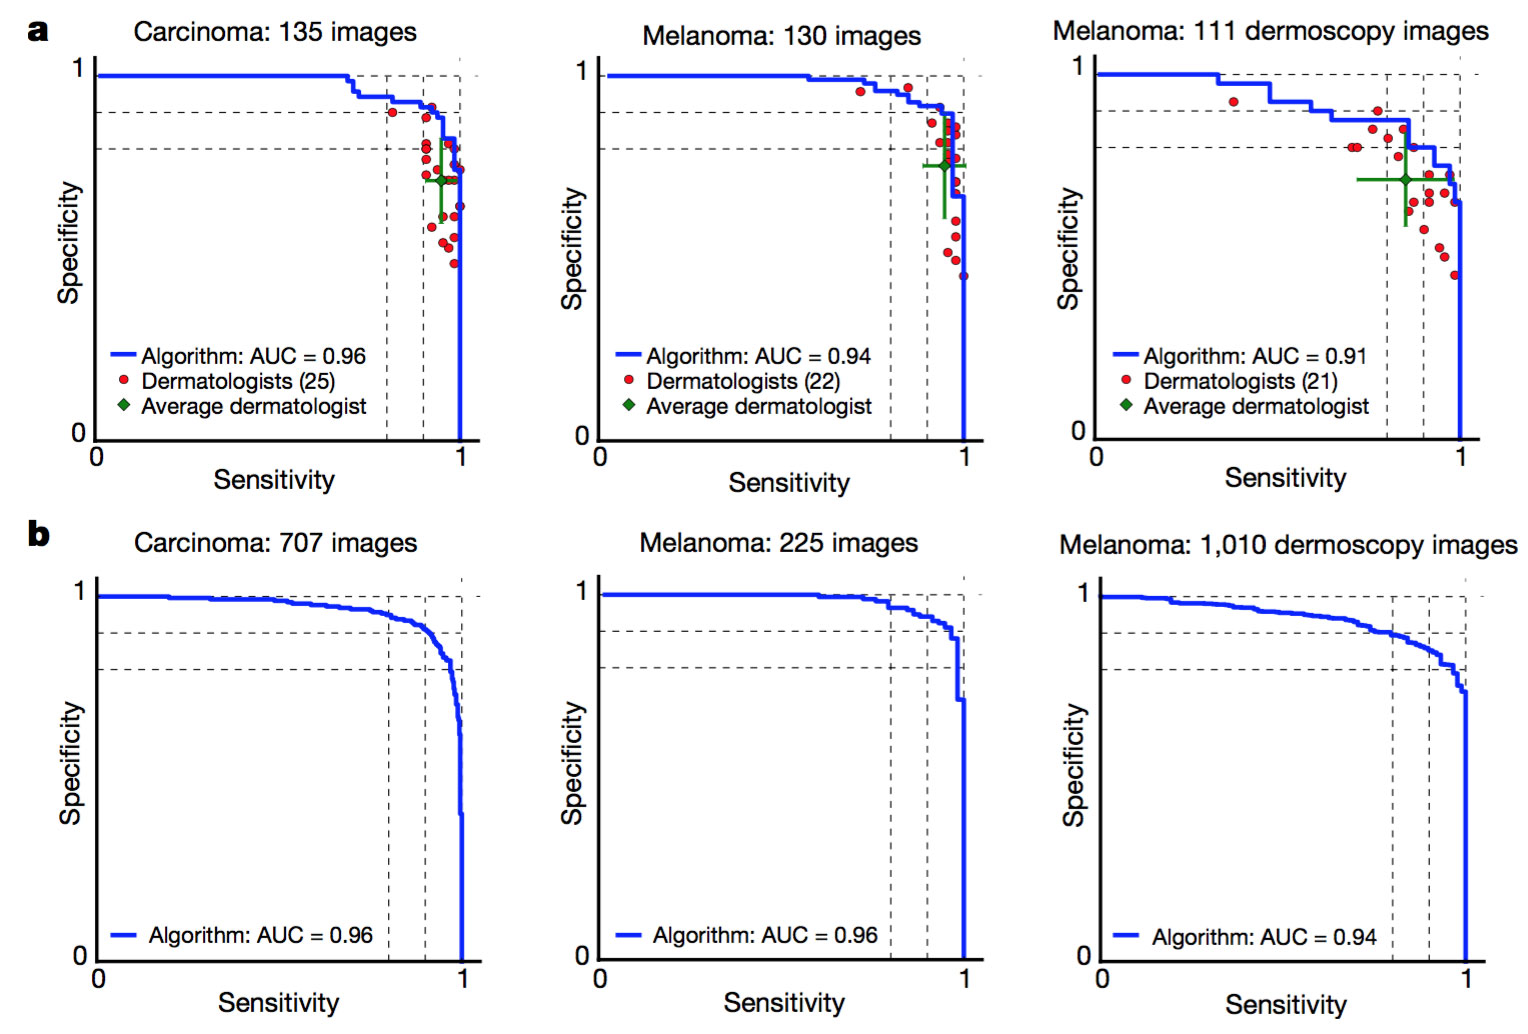 a
Carcinoma: 135 images
1
Specificity
Algorithm: AUC = 0.96
Dermatologists (25)
Average dermatologist
0
0
1
Sensitivity
Melanoma: 130 images
1
Specificity
Algorithm: AUC = 0.94
Dermatologists (22)
Average dermatologist
0
0
1
Sensitivity
Melanoma: 111 dermoscopy images
1
Specificity
Algorithm: AUC = 0.91
Dermatologists (21)
Average dermatologist
0
0
1
Sensitivity
b
Carcinoma: 707 images
1
Specificity
Algorithm: AUC = 0.96
0
0
1
Sensitivity
Melanoma: 225 images
1
Specificity
Algorithm: AUC = 0.96
0
0
1
Sensitivity
Melanoma: 1,010 dermoscopy images
1
Specificity
Algorithm: AUC = 0.94
0
0
1
Sensitivity